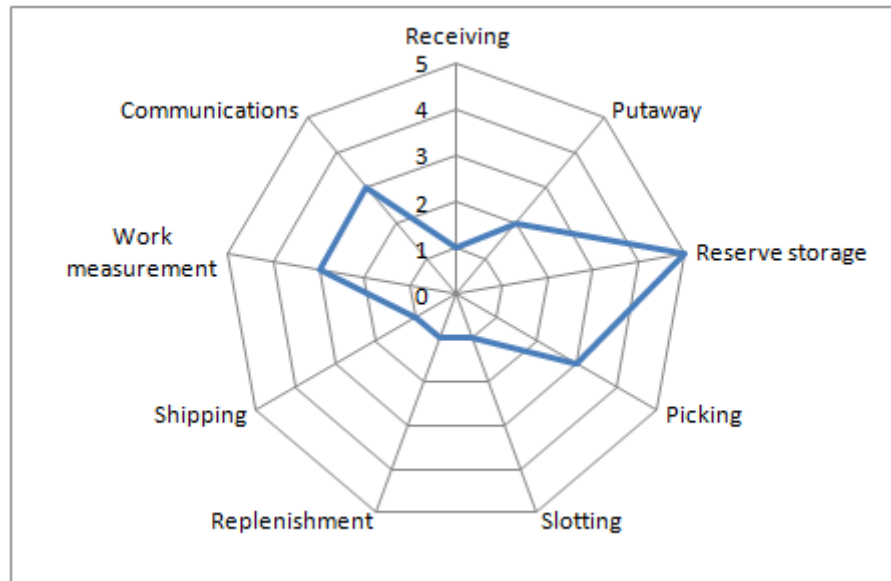 Receiving
5
Communications
4
Putaway
3
2
Work
measurement
1
Reserve storage
0
Shipping
Picking
Replenishment
Slotting